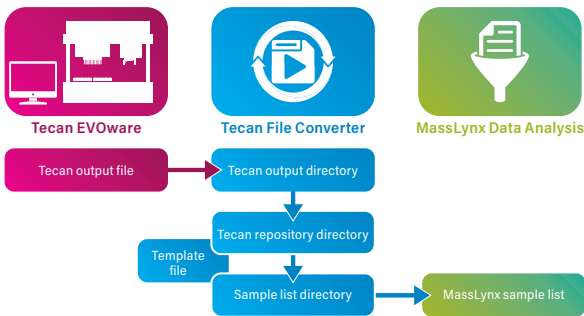 Tecan EVOware
Tecan File Converter
MassLynx Data Analysis
Tecan output file
Tecan output directory
Tecan repository directory
Template
file
Sample list directory
MassLynx sample list